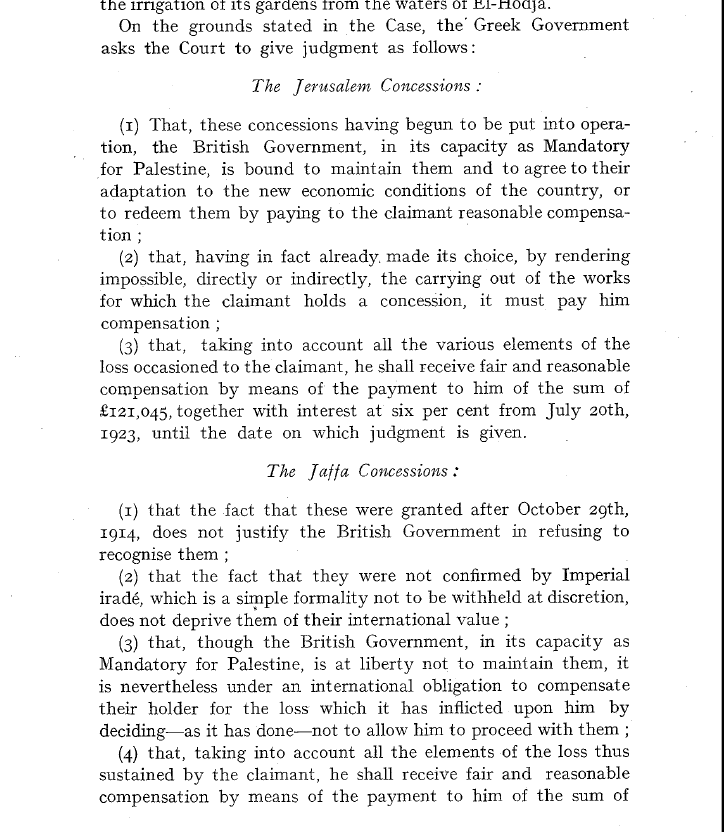 the irrigation of its gardens from the waters of El-Hodja.
On the grounds stated in the Case, the Greek Government
asks the Court to give judgment as follows :
The Jerusalem Concessions :
(1) That, these concessions having begun to be put into opera-
tion, the British Government, in its capacity as Mandatory
for Palestine, is bound to maintain them and to agree to their
adaptation to the new economic conditions of the country, or
to redeem them by paying to the claimant reasonable compensa-
tion ;
(2) that, having in fact already. made its choice, by rendering
impossible, directly or indirectly, the carrying out of the works
for which the claimant holds a concession, it must pay him
compensation ;
(3) that, taking into account all the various elements of the
loss occasioned to the claimant, he shall receive fair and reasonable
compensation by means of the payment to him of the sum of
£121,045, together with interest at six per cent from July 20th,
1923, until the date on which judgment is given.
The Jaffa Concessions :
(1) that the fact that these were granted after October 29th,
1914, does not justify the British Government in refusing to
recognise them ;
(2) that the fact that they were not confirmed by Imperial
iradé, which is a simple formality not to be withheld at discretion,
does not deprive them of their international value ;
(3) that, though the British Government, in its capacity as
Mandatory for Palestine, is at liberty not to maintain them, it
is nevertheless under an international obligation to compensate
their holder for the loss which it has inflicted upon him by
deciding—as it has done—not to allow him to proceed with them ;
(4) that, taking into account all the elements of the loss thus
sustained by the claimant, he shall receive fair and reasonable
compensation by means of the payment to him of the sum of